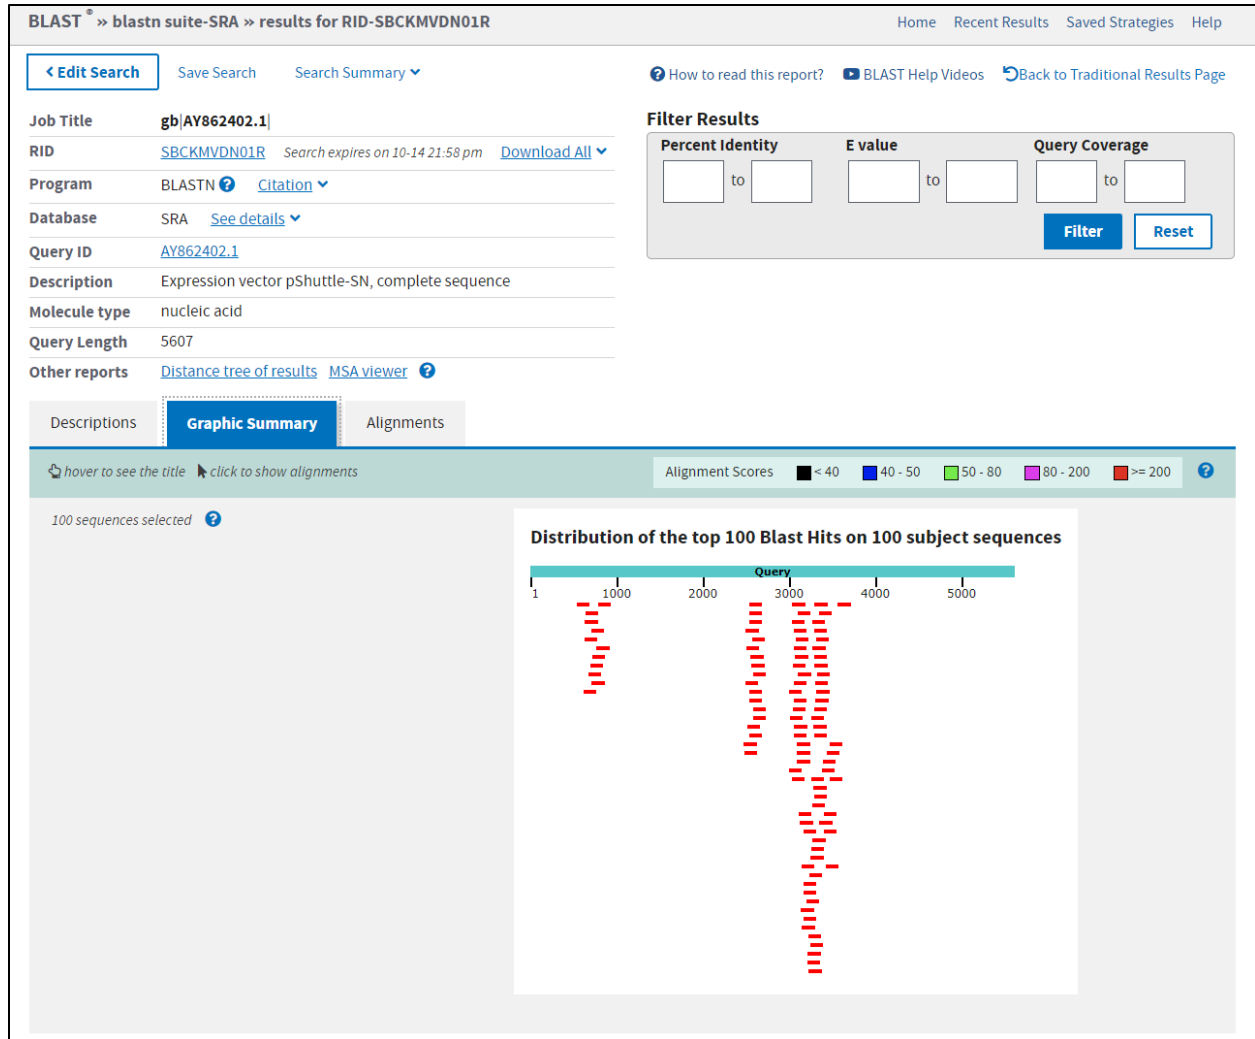 BLAST ® » blastn suite-SRA » results for RID-SBCKMVDN01R
Home Recent Results Saved Strategies Help
Edit Search Save Search Search Summary
How to read this report? BLAST Help Videos Back to Traditional Results Page
Job Title gb|AY862402.1|
RID SBCKMVDN01R Search expires on 10-14 21:58 pm Download All
Program BLASTN Citation
Database SRA See details
Query ID AY862402.1
Description Expression vector pShuttle-SN, complete sequence
Molecule type nucleic acid
Query Length 5607
Other reports Distance tree of results MSA viewer
Filter Results
Percent Identity E value Query Coverage
to to to
Filter Reset
Descriptions Graphic Summary Alignments
hover to see the title click to show alignments
Alignment Scores < 40 40 - 50 50 - 80 80 - 200 >= 200
100 sequences selected
Distribution of the top 100 Blast Hits on 100 subject sequences
Query
1 1000 2000 3000 4000 5000